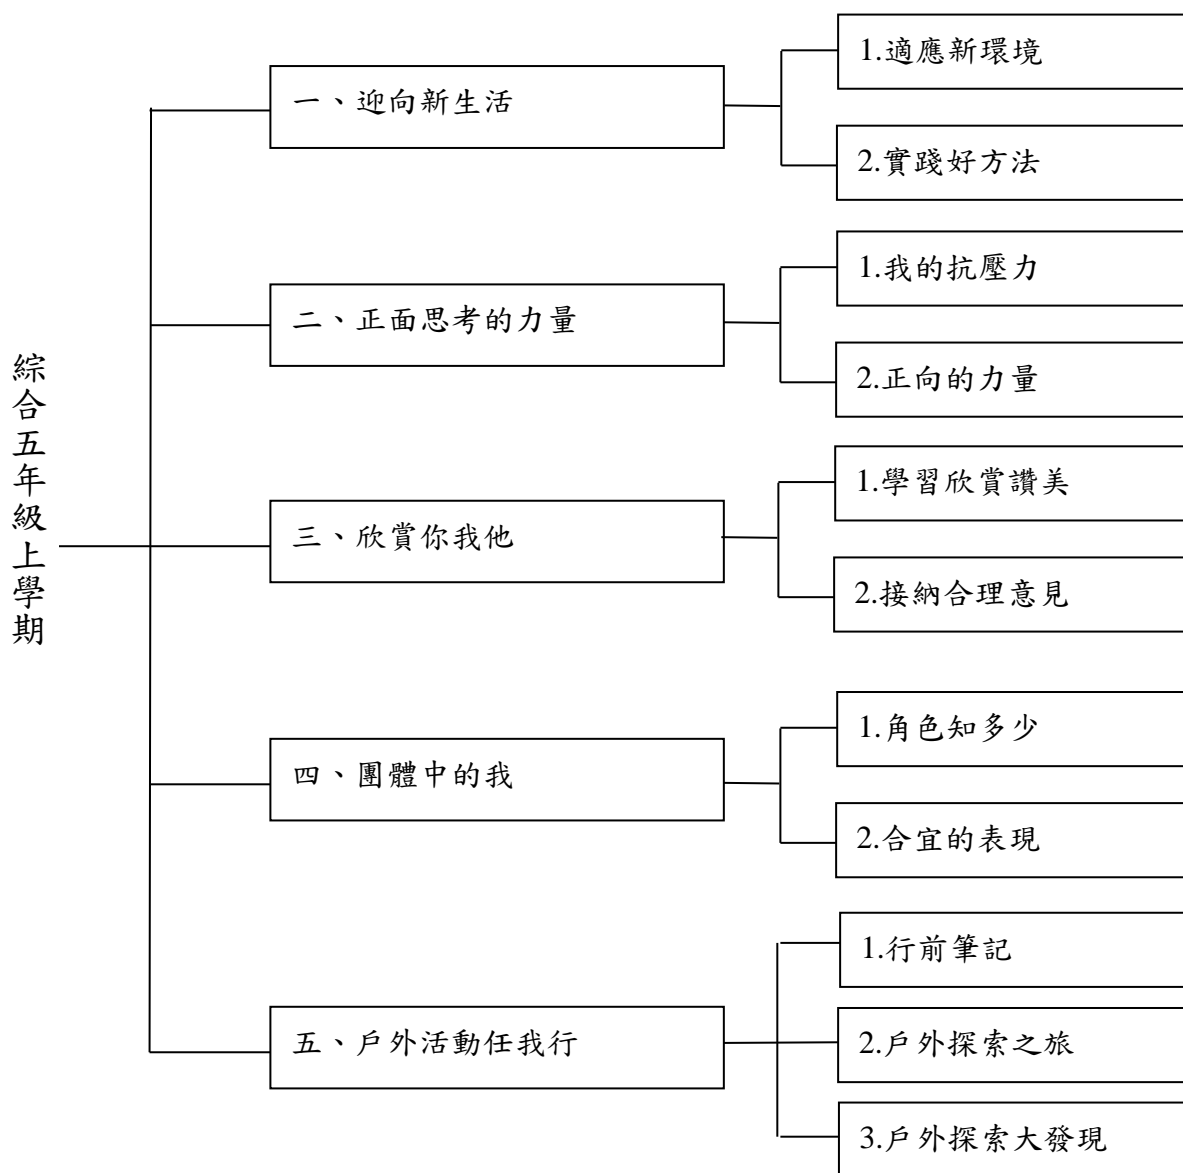 綜合五年級上學期
一、迎向新生活
1.適應新環境
2.實踐好方法
二、正面思考的力量
1.我的抗壓力
2.正向的力量
三、欣賞你我他
1.學習欣賞讚美
2.接納合理意見
四、團體中的我
1.角色知多少
2.合宜的表現
五、戶外活動任我行
1.行前筆記
2.戶外探索之旅
3.戶外探索大發現